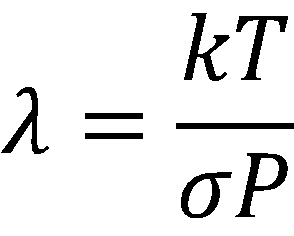 λ = kT / σP